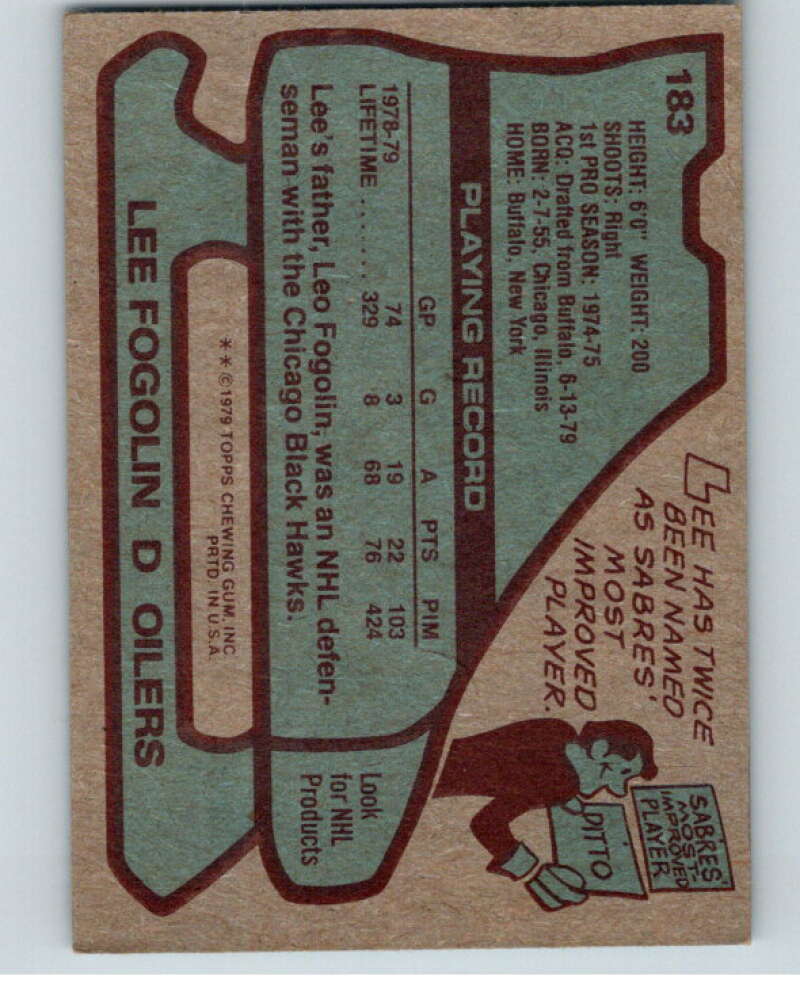 183
HEIGHT: 6'0" WEIGHT: 200
SHOOTS: Right
1st PRO SEASON: 1974-75
ACQ: Drafted from Buffalo, 6-13-79
BORN: 2-7-55, Chicago, Illinois
HOME: Buffalo, New York
LEE HAS TWICE
BEEN NAMED
AS SABRES'
MOST
IMPROVED
PLAYER.
SABRES'
MOST-
IMPROVED
PLAYER
DITTO
PLAYING RECORD
GP G A PTS PIM
1978-79 74 3 19 22 103
LIFETIME ....... 329 8 68 76 424
Lee's father, Leo Fogolin, was an NHL defen-
seman with the Chicago Black Hawks.
Look
for NHL
Products
** ©1979 TOPPS CHEWING GUM, INC.
PRTD. IN U.S.A.
LEE FOGOLIN D OILERS